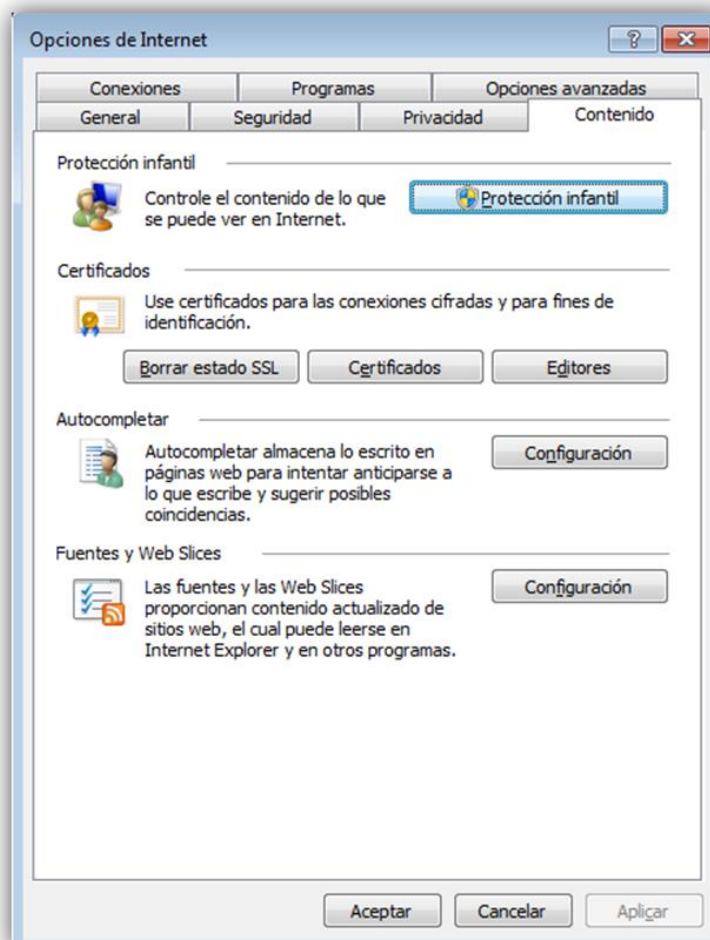 Opciones de Internet
Conexiones Programas Opciones avanzadas
General Seguridad Privacidad Contenido
Protección infantil
Controle el contenido de lo que
se puede ver en Internet.
Protección infantil
Certificados
Use certificados para las conexiones cifradas y para fines de
identificación.
Borrar estado SSL Certificados Editores
Autocompletar
Autocompletar almacena lo escrito en
páginas web para intentar anticiparse a
lo que escribe y sugerir posibles
coincidencias.
Configuración
Fuentes y Web Slices
Las fuentes y las Web Slices
proporcionan contenido actualizado de
sitios web, el cual puede leerse en
Internet Explorer y en otros programas.
Configuración
Aceptar Cancelar Aplicar